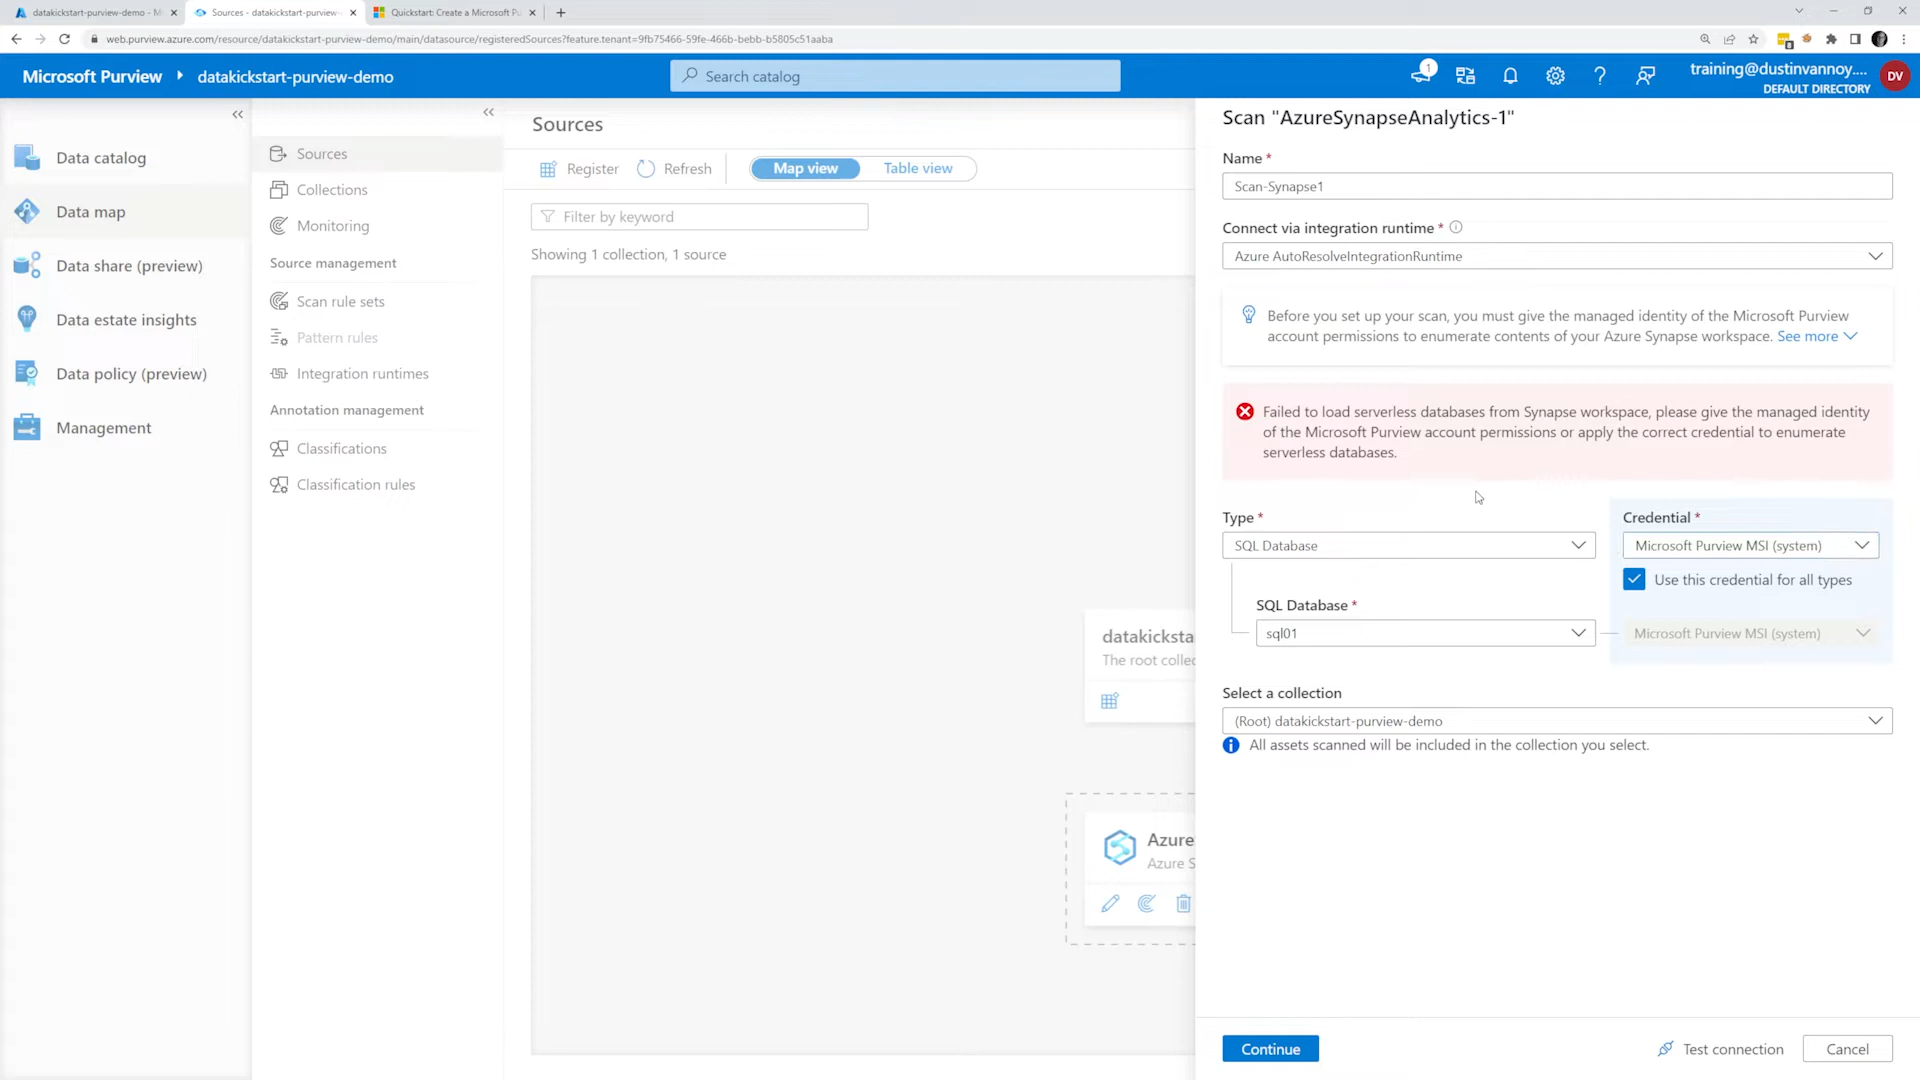 datakickstart-purview-demo - M
Sources - datakickstart-purview-
Quickstart: Create a Microsoft Pu
web.purview.azure.com/resource/datakickstart-purview-demo/main/datasource/registeredSources?feature.tenant=9fb75466-59fe-466b-bebb-b5805c51aaba
Microsoft Purview
datakickstart-purview-demo
Search catalog
1
training@dustinvannoy....
DEFAULT DIRECTORY
DV
Data catalog
Data map
Data share (preview)
Data estate insights
Data policy (preview)
Management
Sources
Collections
Monitoring
Source management
Scan rule sets
Pattern rules
Integration runtimes
Annotation management
Classifications
Classification rules
Sources
Register
Refresh
Map view
Table view
Filter by keyword
Showing 1 collection, 1 source
datakicksta
The root collec
Azure
Azure S
Scan "AzureSynapseAnalytics-1"
Name *
Scan-Synapse1
Connect via integration runtime *
Azure AutoResolveIntegrationRuntime
Before you set up your scan, you must give the managed identity of the Microsoft Purview
account permissions to enumerate contents of your Azure Synapse workspace. See more
Failed to load serverless databases from Synapse workspace, please give the managed identity
of the Microsoft Purview account permissions or apply the correct credential to enumerate
serverless databases.
Type *
SQL Database
Credential *
Microsoft Purview MSI (system)
Use this credential for all types
SQL Database *
sql01
Microsoft Purview MSI (system)
Select a collection
(Root) datakickstart-purview-demo
All assets scanned will be included in the collection you select.
Continue
Test connection
Cancel